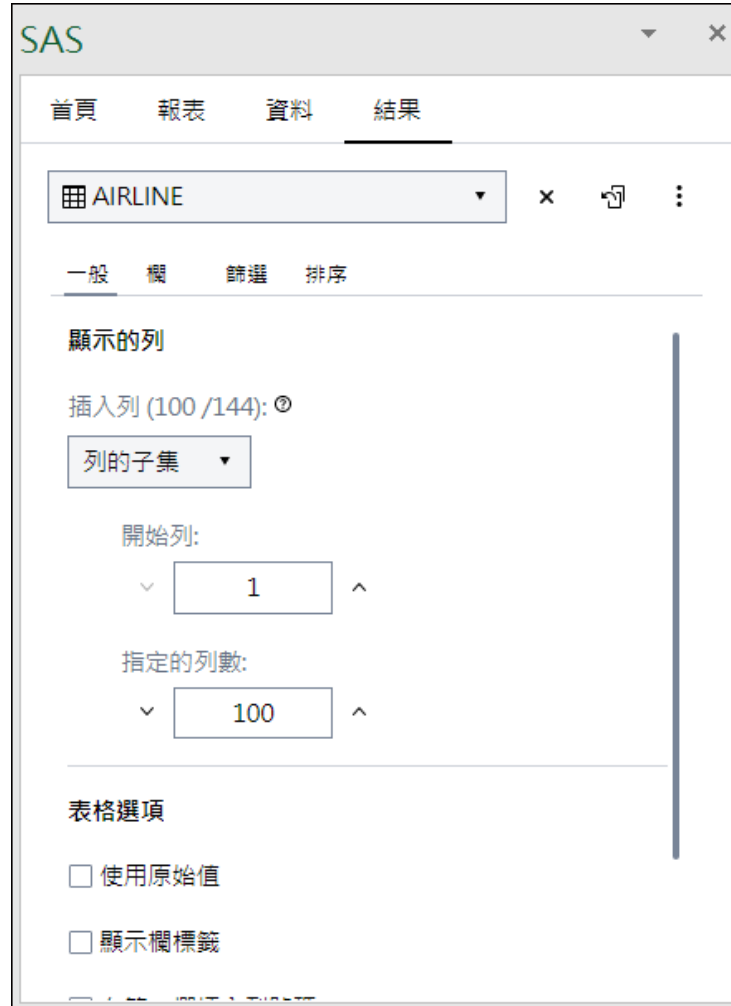 SAS
首頁 報表 資料 結果
AIRLINE
一般 欄 篩選 排序
顯示的列
插入列 (100 /144):
列的子集
開始列:
1
指定的列數:
100
表格選項
使用原始值
顯示欄標籤